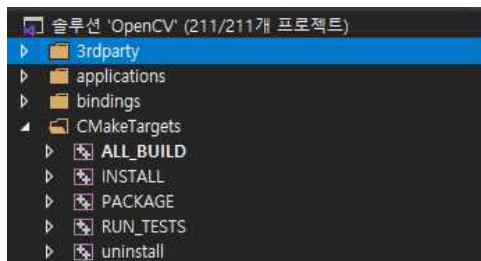 솔루션 'OpenCV' (211/211개 프로젝트)
3rdparty
applications
bindings
CMakeTargets
ALL_BUILD
INSTALL
PACKAGE
RUN_TESTS
uninstall